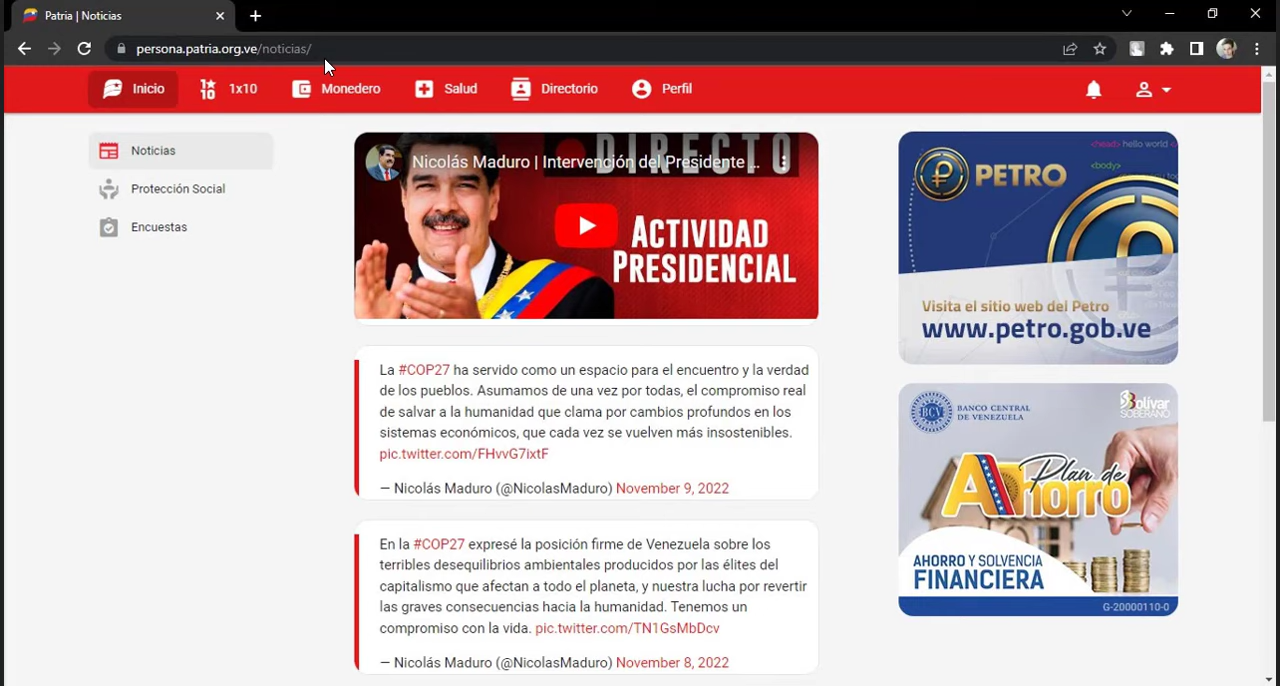 Patria | Noticias
persona.patria.org.ve/noticias/
Inicio
1x10
Monedero
Salud
Directorio
Perfil
Noticias
Protección Social
Encuestas
DIRECTO
Nicolás Maduro | Intervención del Presidente ...
ACTIVIDAD
PRESIDENCIAL
La #COP27 ha servido como un espacio para el encuentro y la verdad
de los pueblos. Asumamos de una vez por todas, el compromiso real
de salvar a la humanidad que clama por cambios profundos en los
sistemas económicos, que cada vez se vuelven más insostenibles.
pic.twitter.com/FHvvG7ixtF
— Nicolás Maduro (@NicolasMaduro) November 9, 2022
En la #COP27 expresé la posición firme de Venezuela sobre los
terribles desequilibrios ambientales producidos por las élites del
capitalismo que afectan a todo el planeta, y nuestra lucha por revertir
las graves consecuencias hacia la humanidad. Tenemos un
compromiso con la vida. pic.twitter.com/TN1GsMbDcv
— Nicolás Maduro (@NicolasMaduro) November 8, 2022
<head> hello world <
<body>
PETRO
Visita el sitio web del Petro
www.petro.gob.ve
BCV
BANCO CENTRAL
DE VENEZUELA
Bolívar
SOBERANO
Plan de
Ahorro
AHORRO Y SOLVENCIA
FINANCIERA
G-20000110-0